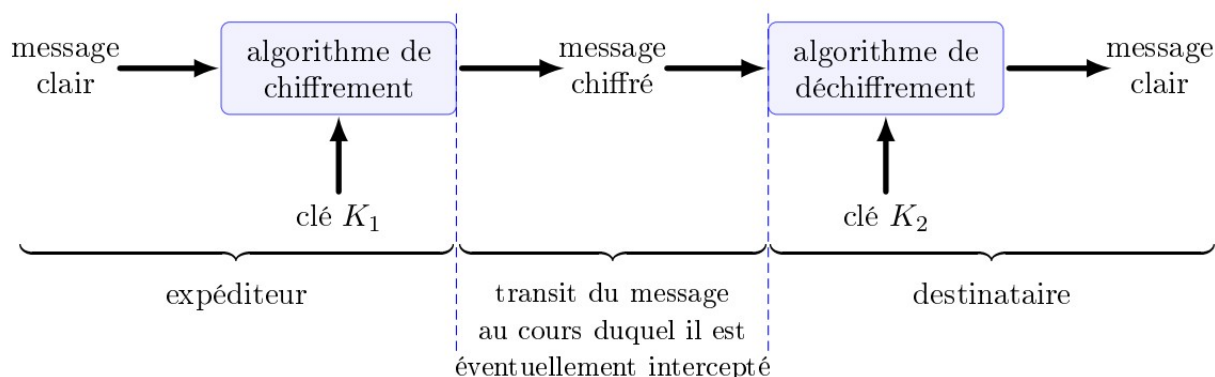 message
clair
algorithme de
chiffrement
message
chiffré
algorithme de
déchiffrement
message
clair
clé K₁
clé K₂
expéditeur
transit du message
au cours duquel il est
éventuellement intercepté
destinataire